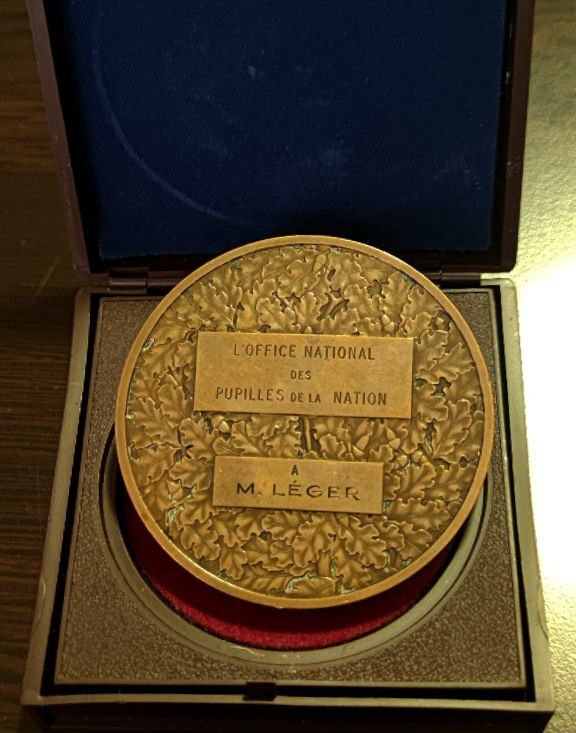 L'OFFICE NATIONAL
DES
PUPILLES DE LA NATION
A
M. LÉGER